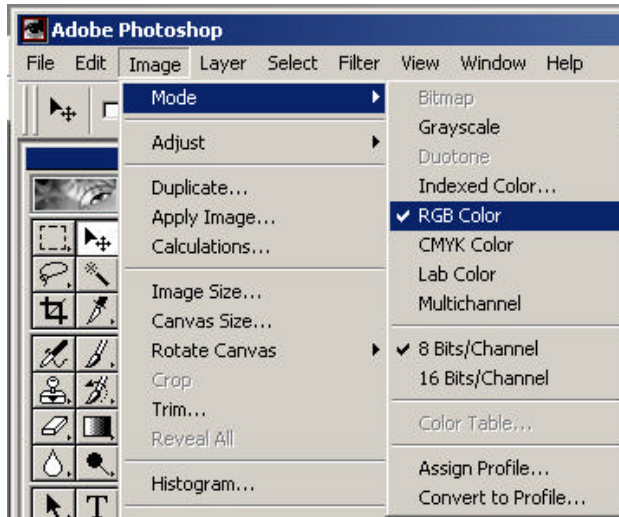 Adobe Photoshop
File Edit Image Layer Select Filter View Window Help
Mode
Adjust
Duplicate...
Apply Image...
Calculations...
Image Size...
Canvas Size...
Rotate Canvas
Crop
Trim...
Reveal All
Histogram...
Bitmap
Grayscale
Duotone
Indexed Color...
RGB Color
CMYK Color
Lab Color
Multichannel
8 Bits/Channel
16 Bits/Channel
Color Table...
Assign Profile...
Convert to Profile...
T